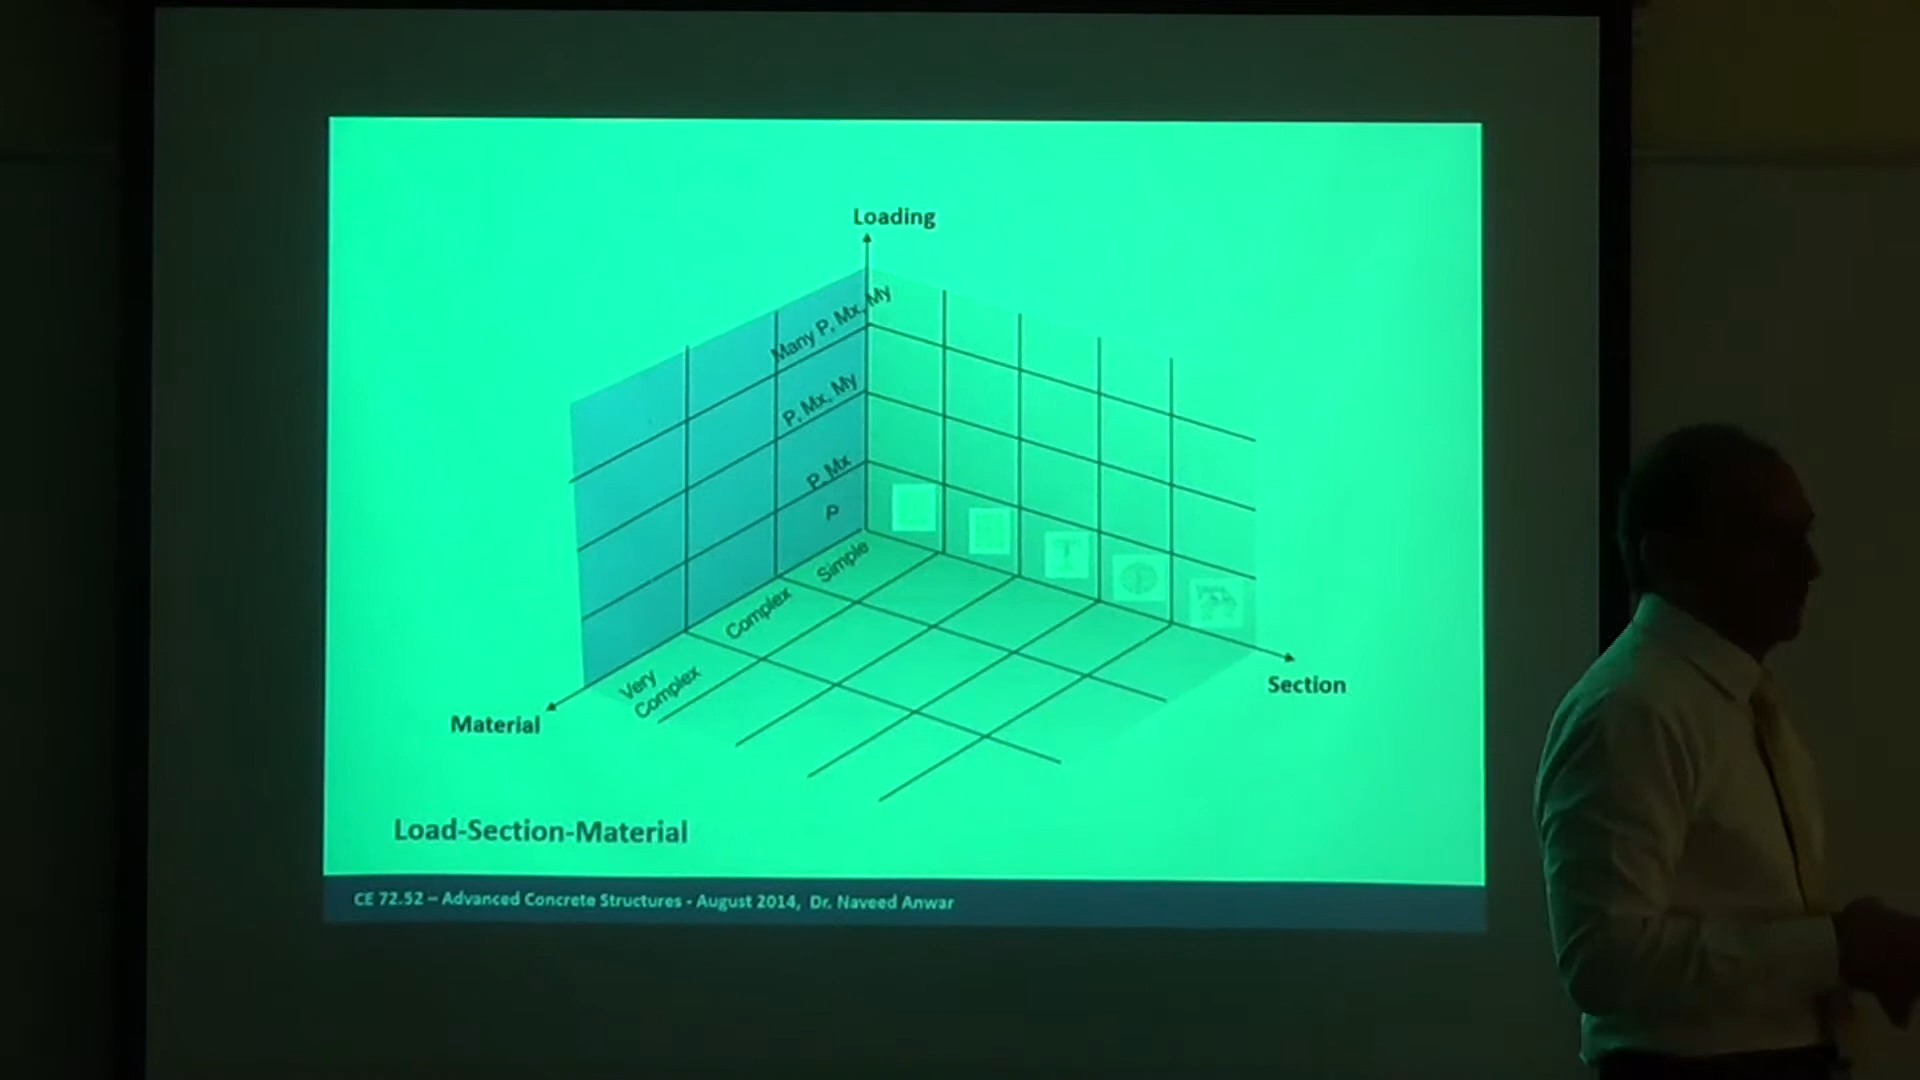 Loading
Many P, Mx, My
P, Mx, My
P, Mx
P
Simple
Complex
Very
Complex
Material
Section
Load-Section-Material
CE 72.52 – Advanced Concrete Structures - August 2014, Dr. Naveed Anwar